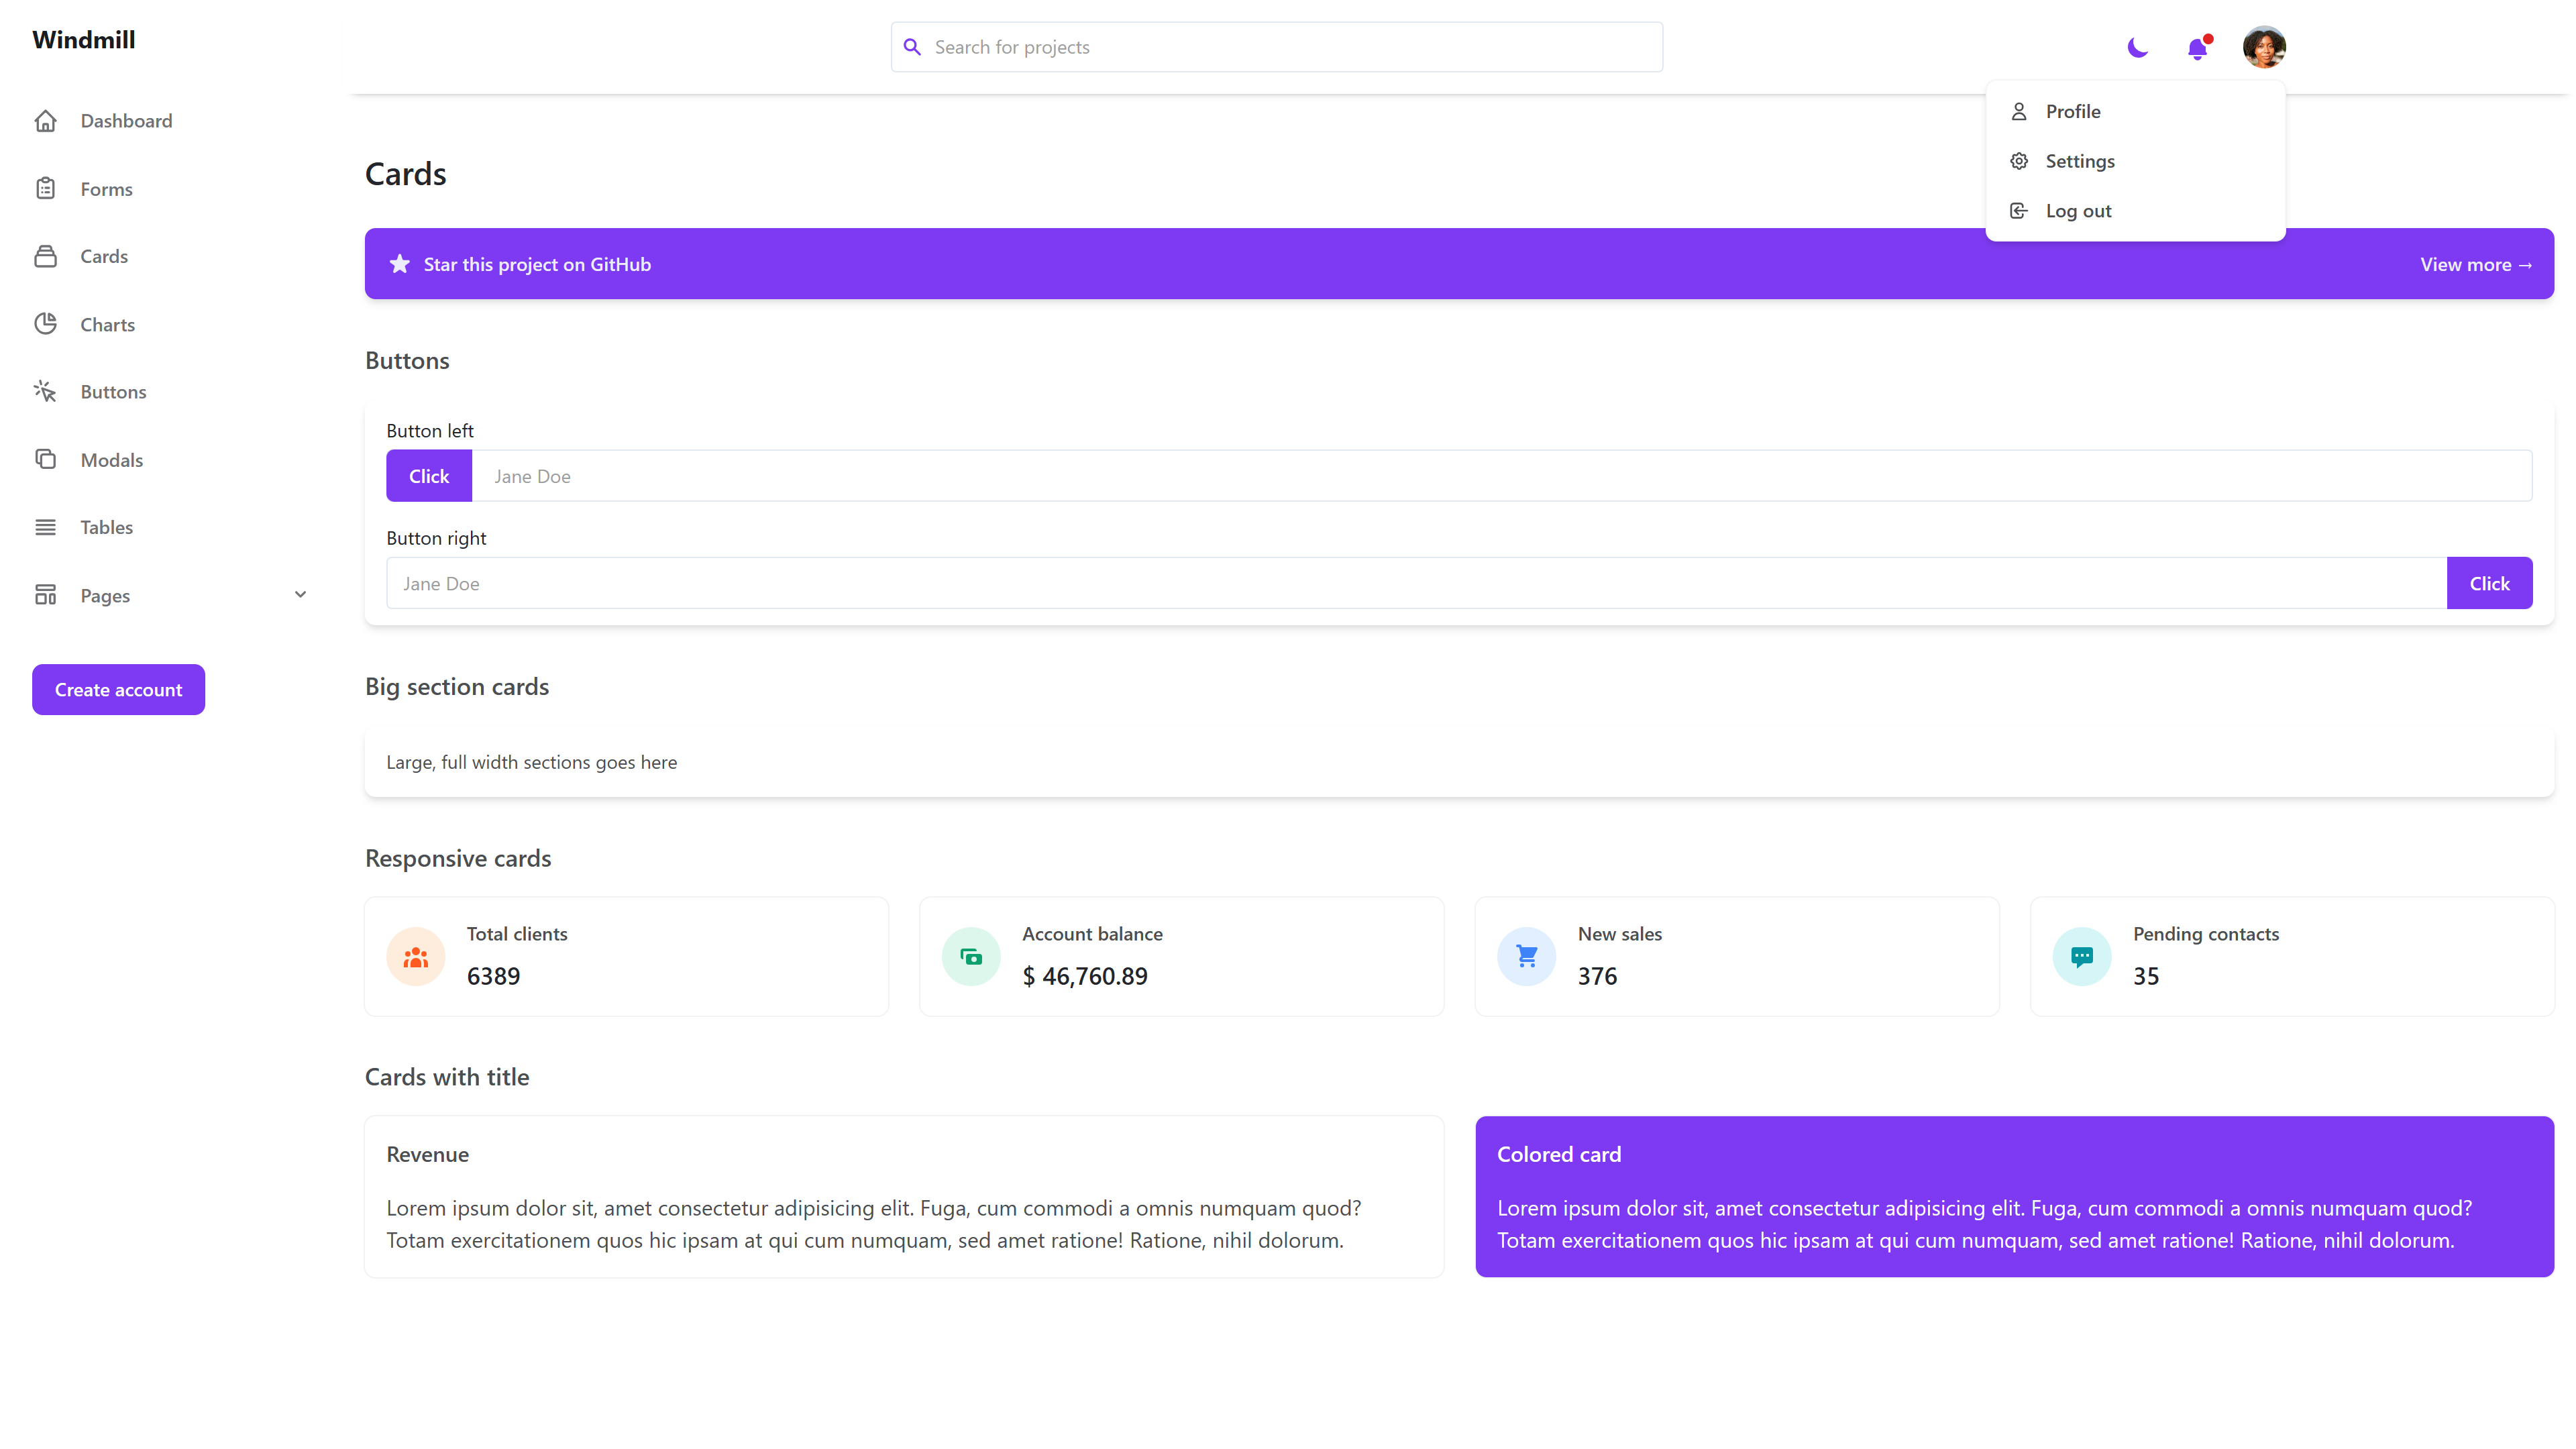 Windmill
Search for projects
Dashboard
Forms
Cards
Charts
Buttons
Modals
Tables
Pages
Create account
Profile
Settings
Log out
Cards
Star this project on GitHub
View more →
Buttons
Button left
Click
Jane Doe
Button right
Jane Doe
Click
Big section cards
Large, full width sections goes here
Responsive cards
Total clients
6389
Account balance
$ 46,760.89
New sales
376
Pending contacts
35
Cards with title
Revenue
Lorem ipsum dolor sit, amet consectetur adipisicing elit. Fuga, cum commodi a omnis numquam quod?
Totam exercitationem quos hic ipsam at qui cum numquam, sed amet ratione! Ratione, nihil dolorum.
Colored card
Lorem ipsum dolor sit, amet consectetur adipisicing elit. Fuga, cum commodi a omnis numquam quod?
Totam exercitationem quos hic ipsam at qui cum numquam, sed amet ratione! Ratione, nihil dolorum.